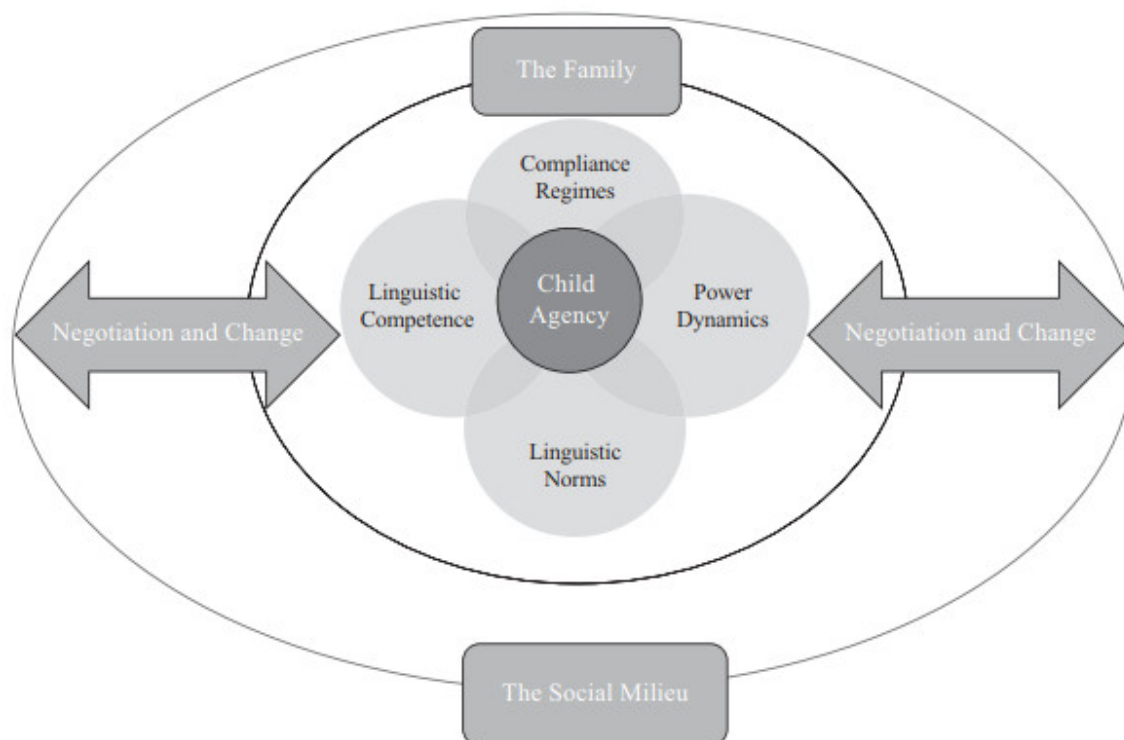 The Family
Compliance
Regimes
Linguistic
Competence
Child
Agency
Power
Dynamics
Negotiation and Change
Negotiation and Change
Linguistic
Norms
The Social Milieu